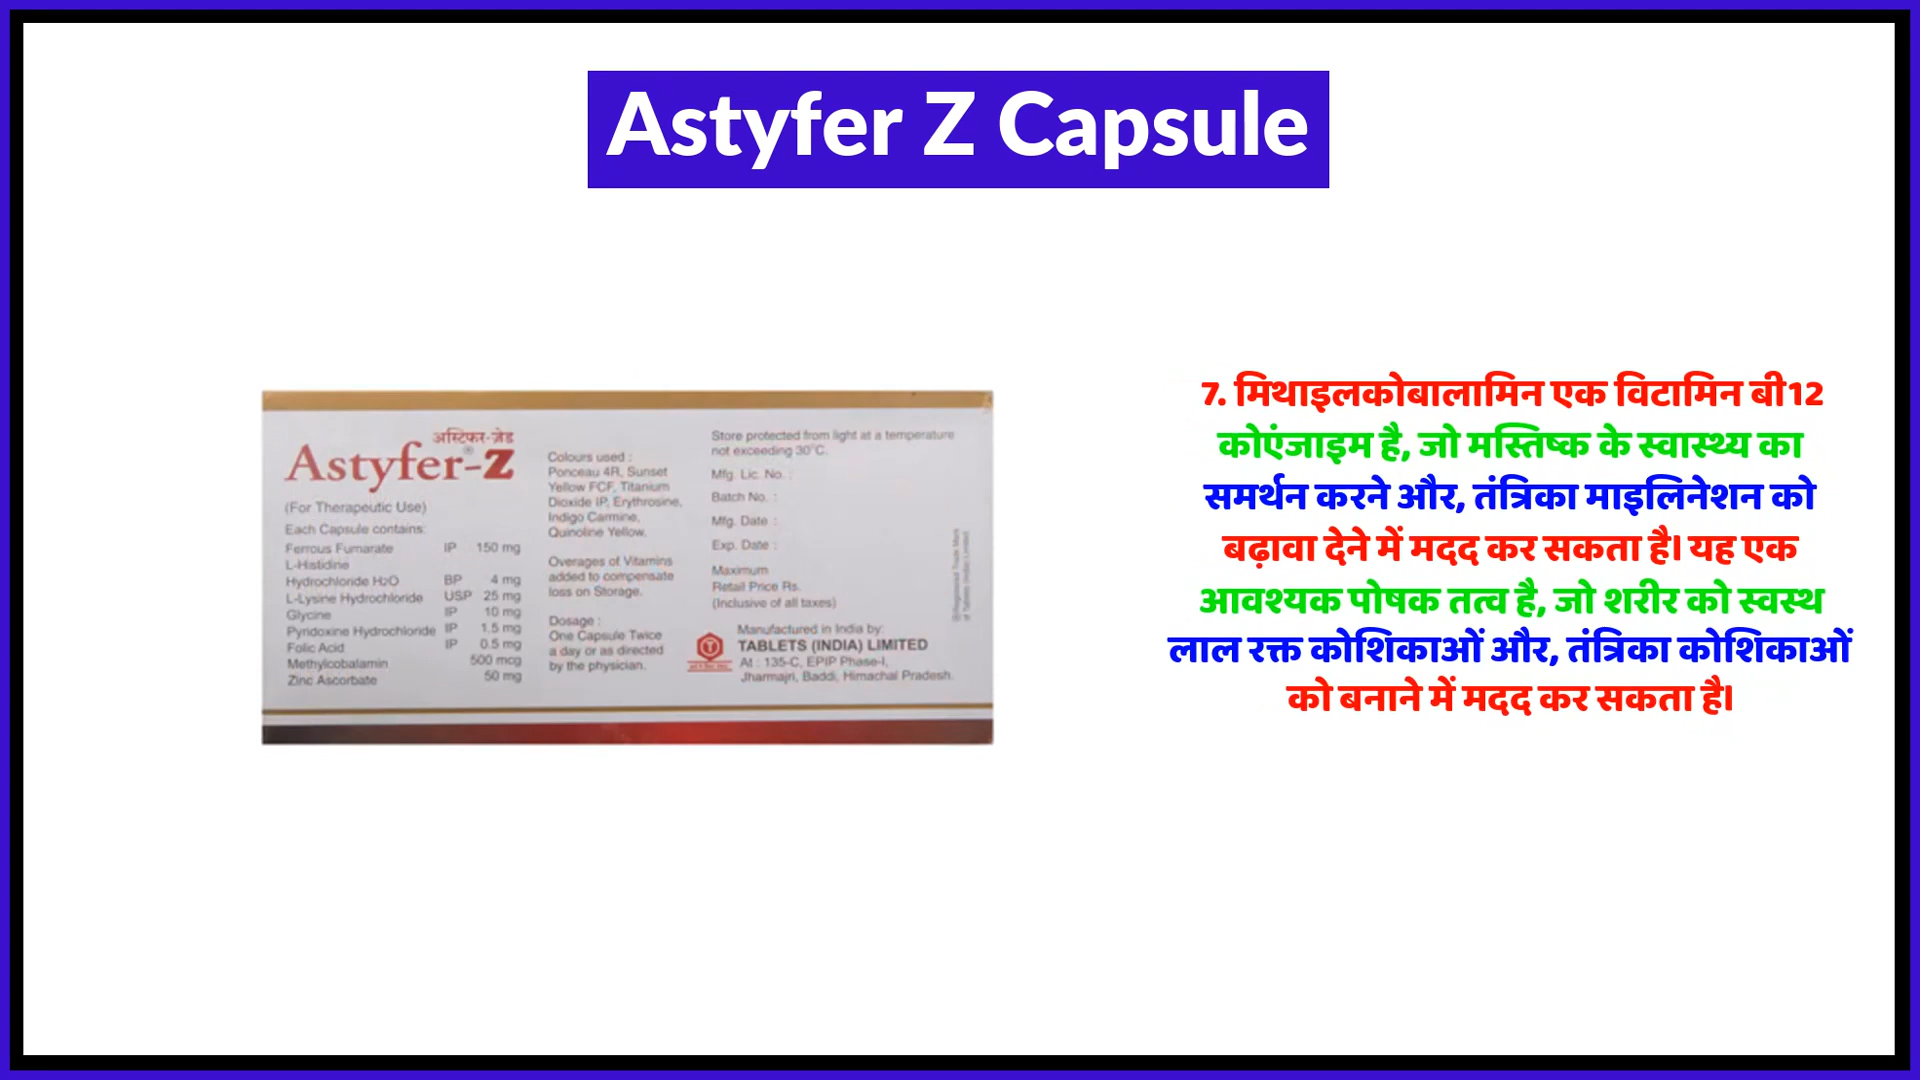 Astyfer Z Capsule
अस्टिफर-ज़ेड
Astyfer®-Z
(For Therapeutic Use)
Each Capsule contains:
Ferrous Fumarate IP 150 mg
L-Histidine
Hydrochloride H2O BP 4 mg
L-Lysine Hydrochloride USP 25 mg
Glycine IP 10 mg
Pyridoxine Hydrochloride IP 1.5 mg
Folic Acid IP 0.5 mg
Methylcobalamin 500 mcg
Zinc Ascorbate 50 mg
Colours used :
Ponceau 4R, Sunset
Yellow FCF, Titanium
Dioxide IP, Erythrosine,
Indigo Carmine,
Quinoline Yellow.
Overages of Vitamins
added to compensate
loss on Storage.
Dosage :
One Capsule Twice
a day or as directed
by the physician.
Store protected from light at a temperature
not exceeding 30°C.
Mfg. Lic. No. :
Batch No. :
Mfg. Date :
Exp. Date :
Maximum
Retail Price Rs.
(Inclusive of all taxes)
Manufactured in India by:
TABLETS (INDIA) LIMITED
At : 135-C, EPIP Phase-I,
Jharmajri, Baddi, Himachal Pradesh.
®Registered Trade Mark
of Tablets (India) Limited
7. मिथाइलकोबालामिन एक विटामिन बी12
कोएंजाइम है, जो मस्तिष्क के स्वास्थ्य का
समर्थन करने और, तंत्रिका माइलिनेशन को
बढ़ावा देने में मदद कर सकता है। यह एक
आवश्यक पोषक तत्व है, जो शरीर को स्वस्थ
लाल रक्त कोशिकाओं और, तंत्रिका कोशिकाओं
को बनाने में मदद कर सकता है।